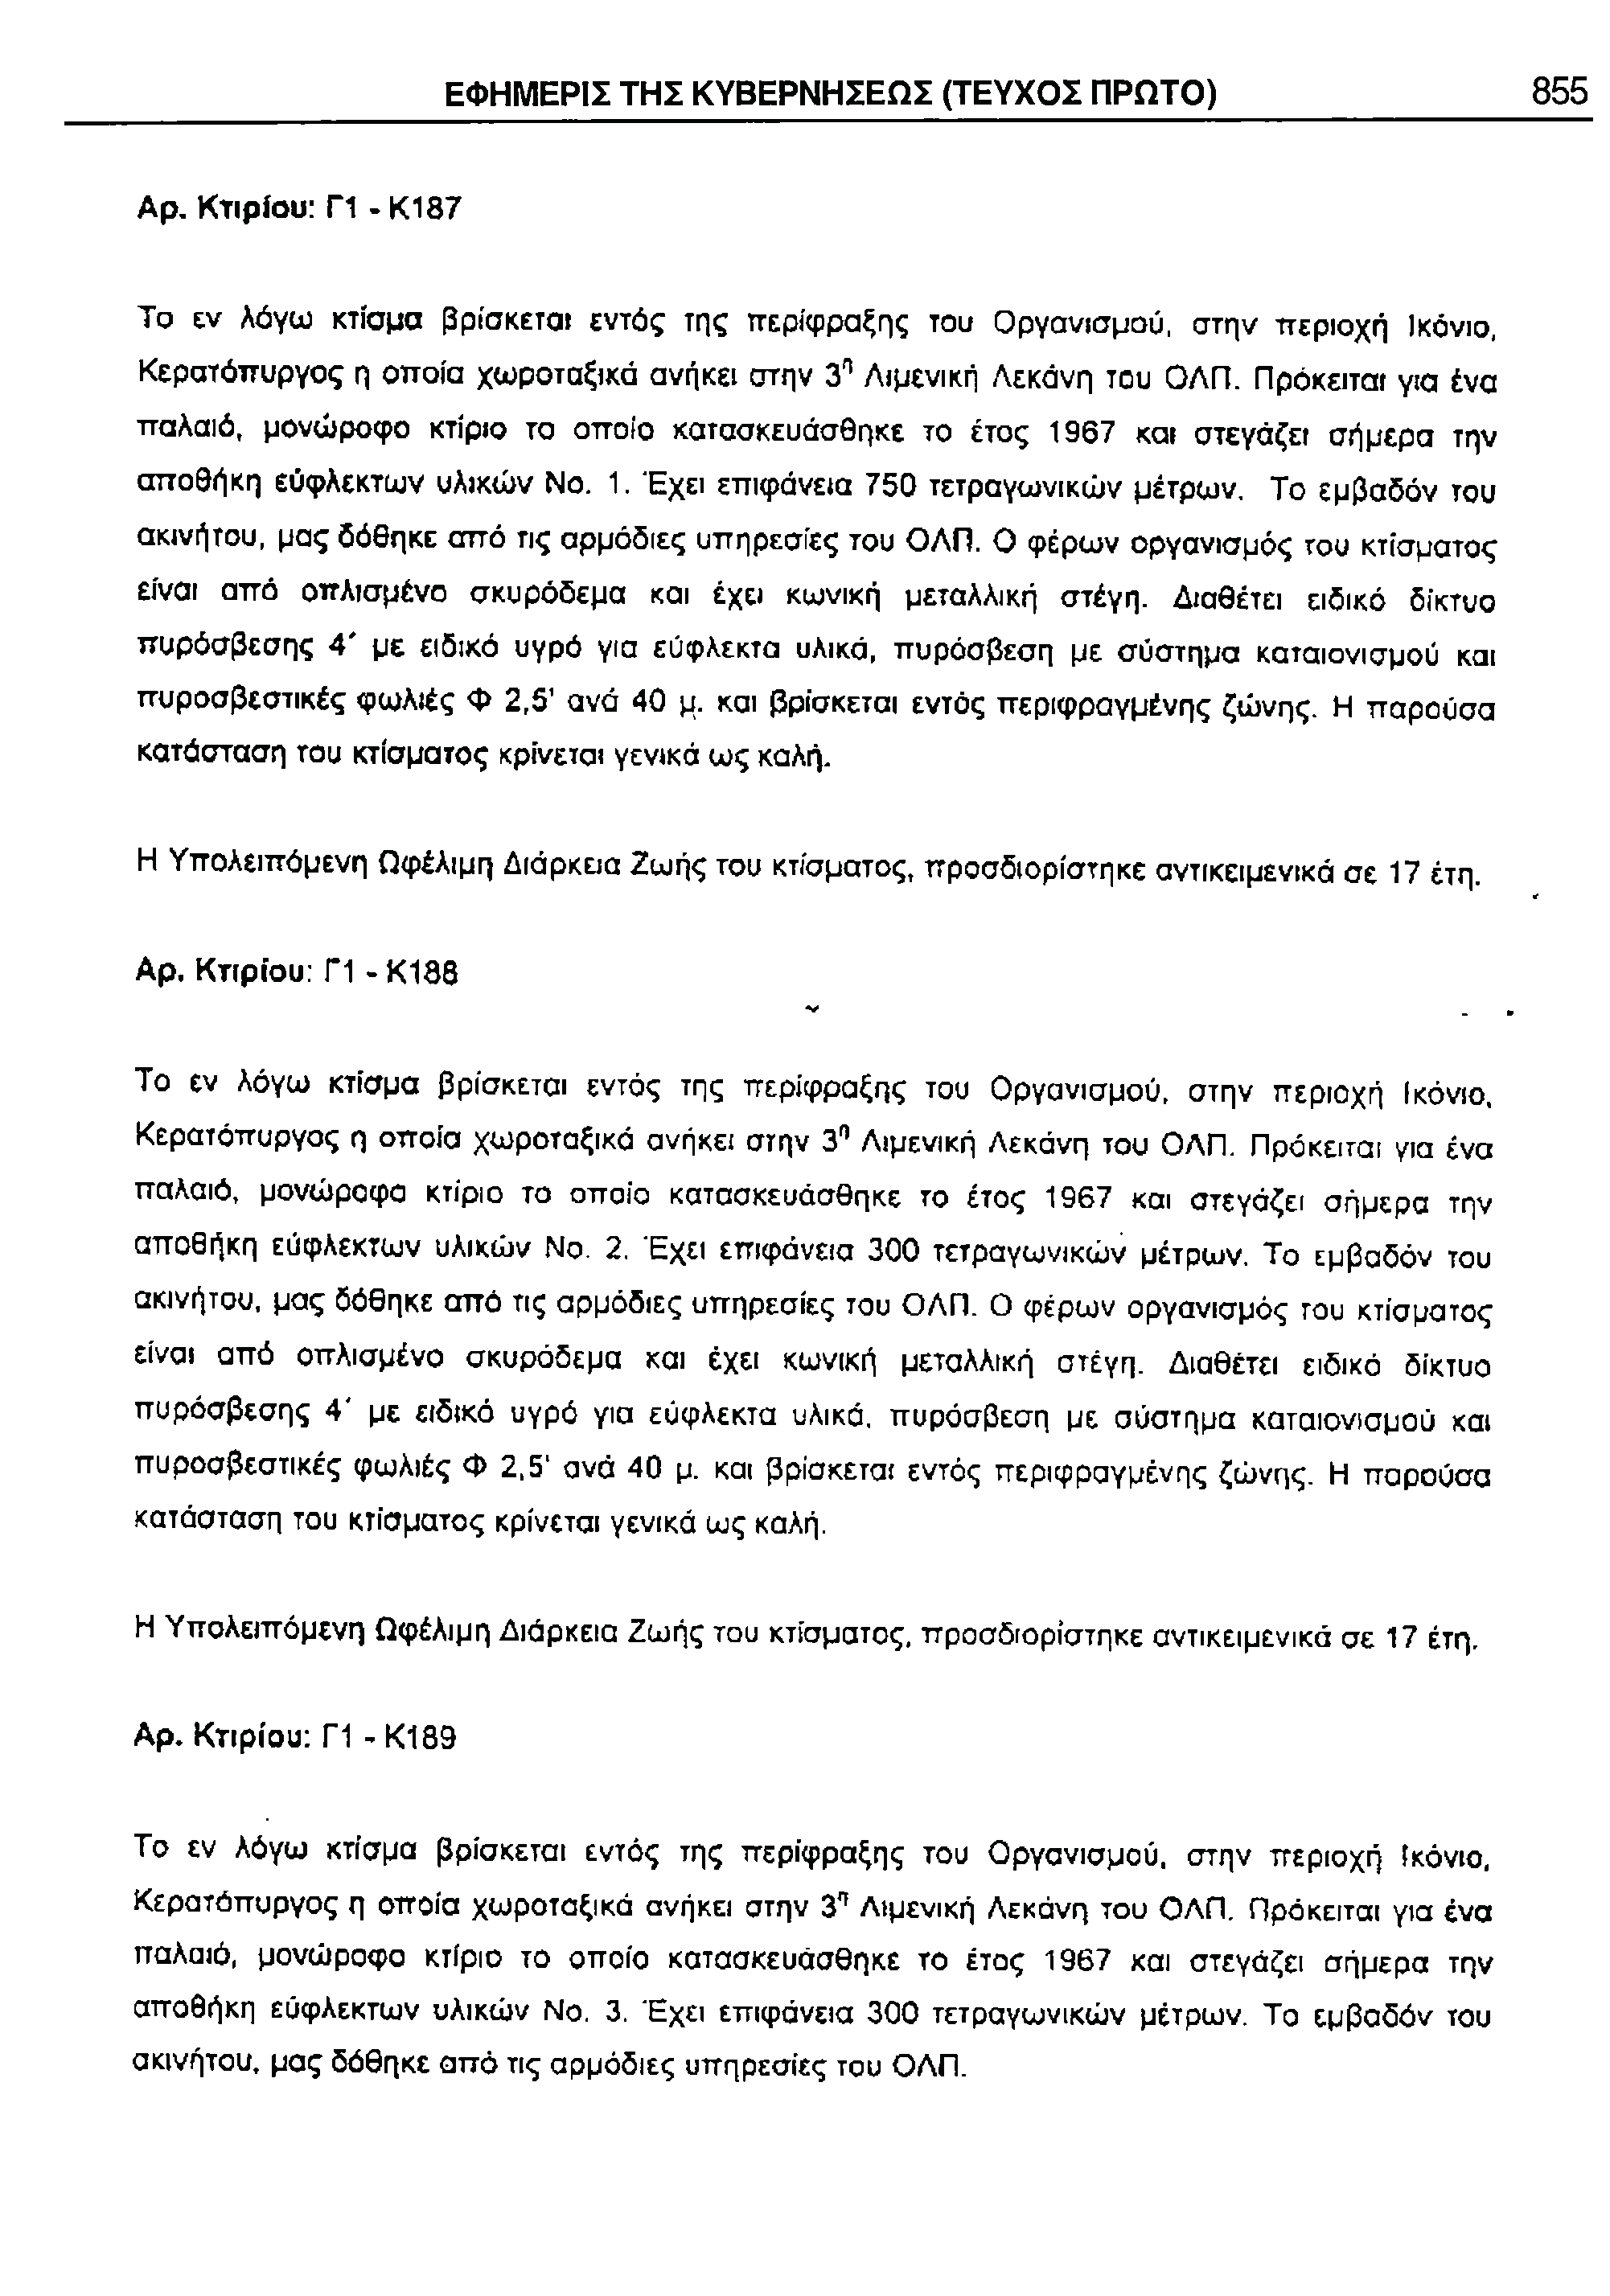 ΕΦΗΜΕΡΙΣ ΤΗΣ ΚΥΒΕΡΝΗΣΕΩΣ (ΤΕΥΧΟΣ ΠΡΩΤΟ) 855
Αρ. Κτιρίου: Γ1 - Κ187
Το εν λόγω κτίσμα βρίσκεται εντός της περίφραξης του Οργανισμού, στην περιοχή Ικόνιο,
Κερατόπυργος η οποία χωροταξικά ανήκει στην 3η Λιμενική Λεκάνη του ΟΛΠ. Πρόκειται για ένα
παλαιό, μονώροφο κτίριο το οποίο κατασκευάσθηκε το έτος 1967 και στεγάζει σήμερα την
αποθήκη εύφλεκτων υλικών Νο. 1. Έχει επιφάνεια 750 τετραγωνικών μέτρων. Το εμβαδόν του
ακινήτου, μας δόθηκε από τις αρμόδιες υπηρεσίες του ΟΛΠ. Ο φέρων οργανισμός του κτίσματος
είναι από οπλισμένο σκυρόδεμα και έχει κωνική μεταλλική στέγη. Διαθέτει ειδικό δίκτυο
πυρόσβεσης 4' με ειδικό υγρό για εύφλεκτα υλικά, πυρόσβεση με σύστημα καταιονισμού και
πυροσβεστικές φωλιές Φ 2,5' ανά 40 μ. και βρίσκεται εντός περιφραγμένης ζώνης. Η παρούσα
κατάσταση του κτίσματος κρίνεται γενικά ως καλή.
Η Υπολειπόμενη Ωφέλιμη Διάρκεια Ζωής του κτίσματος, προσδιορίστηκε αντικειμενικά σε 17 έτη.
Αρ. Κτιρίου: Γ1 - Κ188
Το εν λόγω κτίσμα βρίσκεται εντός της περίφραξης του Οργανισμού, στην περιοχή Ικόνιο,
Κερατόπυργος η οποία χωροταξικά ανήκει στην 3η Λιμενική Λεκάνη του ΟΛΠ. Πρόκειται για ένα
παλαιό, μονώροφο κτίριο το οποίο κατασκευάσθηκε το έτος 1967 και στεγάζει σήμερα την
αποθήκη εύφλεκτων υλικών Νο. 2. Έχει επιφάνεια 300 τετραγωνικών μέτρων. Το εμβαδόν του
ακινήτου, μας δόθηκε από τις αρμόδιες υπηρεσίες του ΟΛΠ. Ο φέρων οργανισμός του κτίσματος
είναι από οπλισμένο σκυρόδεμα και έχει κωνική μεταλλική στέγη. Διαθέτει ειδικό δίκτυο
πυρόσβεσης 4' με ειδικό υγρό για εύφλεκτα υλικά, πυρόσβεση με σύστημα καταιονισμού και
πυροσβεστικές φωλιές Φ 2,5' ανά 40 μ. και βρίσκεται εντός περιφραγμένης ζώνης. Η παρούσα
κατάσταση του κτίσματος κρίνεται γενικά ως καλή.
Η Υπολειπόμενη Ωφέλιμη Διάρκεια Ζωής του κτίσματος, προσδιορίστηκε αντικειμενικά σε 17 έτη.
Αρ. Κτιρίου: Γ1 - Κ189
Το εν λόγω κτίσμα βρίσκεται εντός της περίφραξης του Οργανισμού, στην περιοχή Ικόνιο,
Κερατόπυργος η οποία χωροταξικά ανήκει στην 3η Λιμενική Λεκάνη του ΟΛΠ. Πρόκειται για ένα
παλαιό, μονώροφο κτίριο το οποίο κατασκευάσθηκε το έτος 1967 και στεγάζει σήμερα την
αποθήκη εύφλεκτων υλικών Νο. 3. Έχει επιφάνεια 300 τετραγωνικών μέτρων. Το εμβαδόν του
ακινήτου, μας δόθηκε από τις αρμόδιες υπηρεσίες του ΟΛΠ.